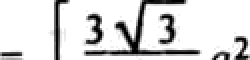 = [ 3√3 a²